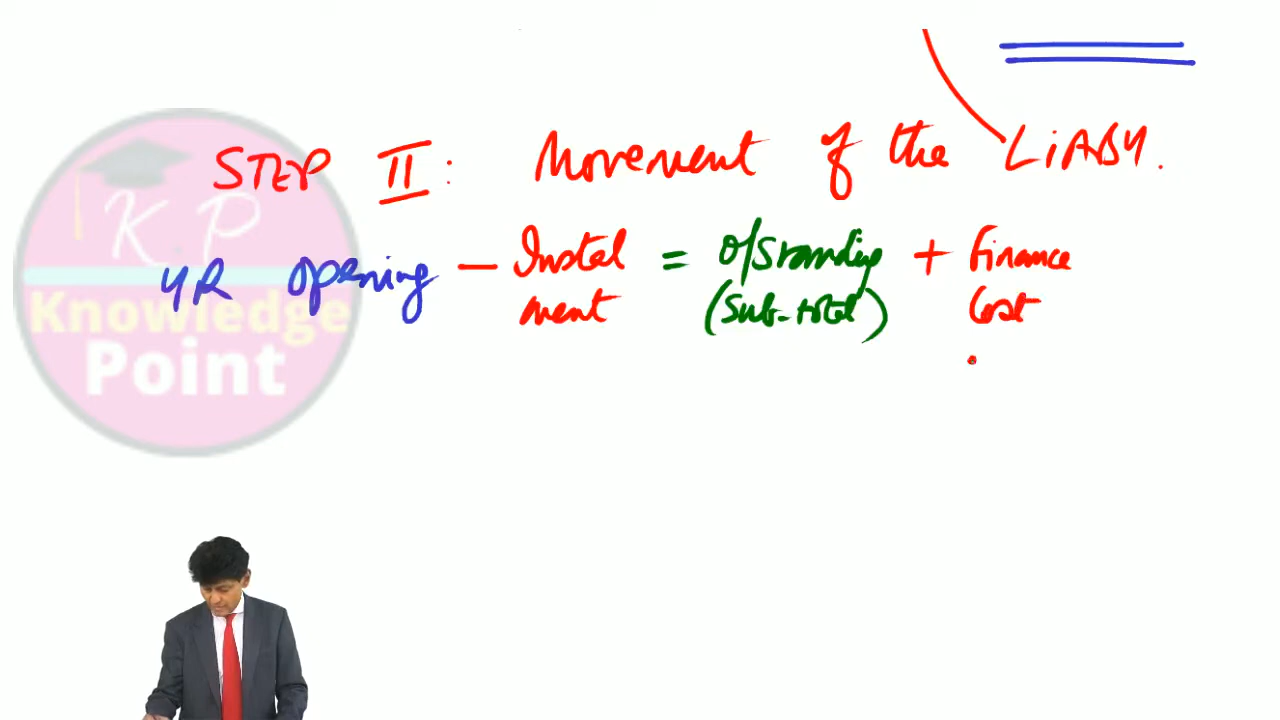 STEP II: Movement of the LiABY.
YR opening - Instal = O/Standing + Finance
ment (Sub-total) Cost
K P
Knowledge
Point